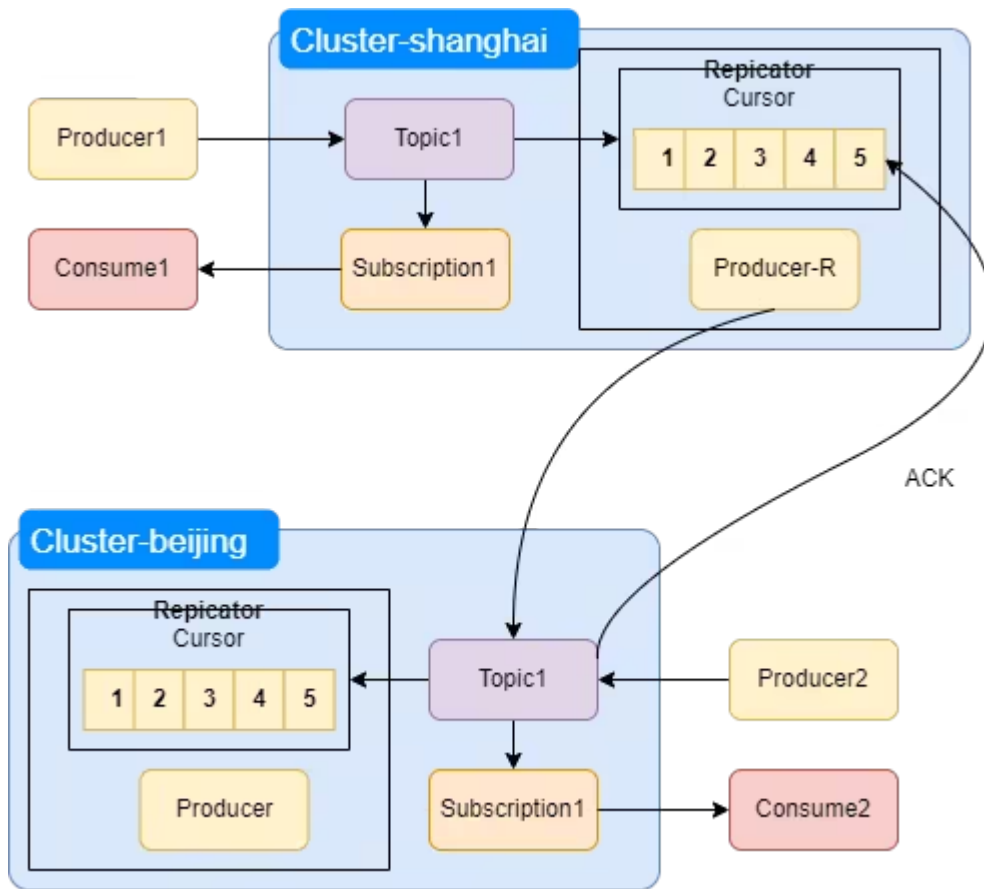 Cluster-shanghai
Repicator
Cursor
Producer1
Topic1
1 2 3 4 5
Consume1
Subscription1
Producer-R
ACK
Cluster-beijing
Repicator
Cursor
1 2 3 4 5
Topic1
Producer2
Producer
Subscription1
Consume2